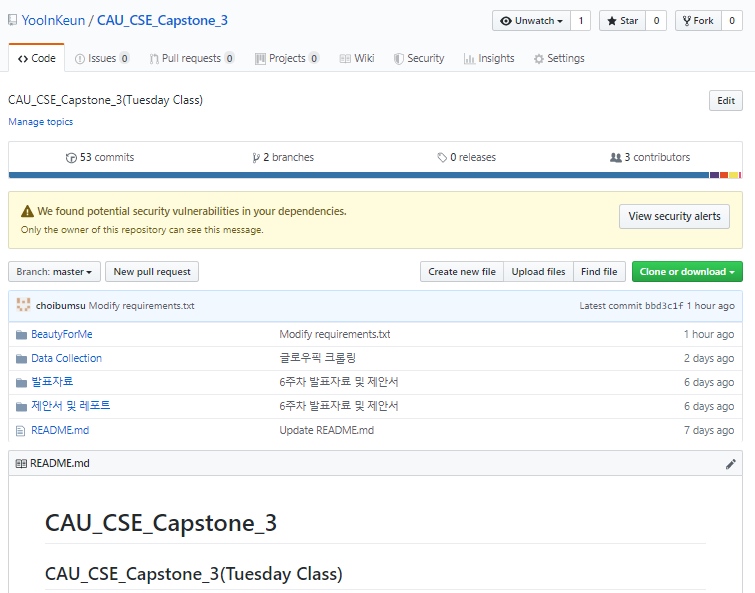 YooInKeun / CAU_CSE_Capstone_3
Unwatch 1 Star 0 Fork 0
Code Issues 0 Pull requests 0 Projects 0 Wiki Security Insights Settings
CAU_CSE_Capstone_3(Tuesday Class) Edit
Manage topics
53 commits 2 branches 0 releases 3 contributors
We found potential security vulnerabilities in your dependencies.
Only the owner of this repository can see this message.
View security alerts
Branch: master New pull request Create new file Upload files Find file Clone or download
choibumsu Modify requirements.txt Latest commit bbd3c1f 1 hour ago
BeautyForMe Modify requirements.txt 1 hour ago
Data Collection 글로우픽 크롤링 2 days ago
발표자료 6주차 발표자료 및 제안서 6 days ago
제안서 및 레포트 6주차 발표자료 및 제안서 6 days ago
README.md Update README.md 7 days ago
README.md
CAU_CSE_Capstone_3
CAU_CSE_Capstone_3(Tuesday Class)